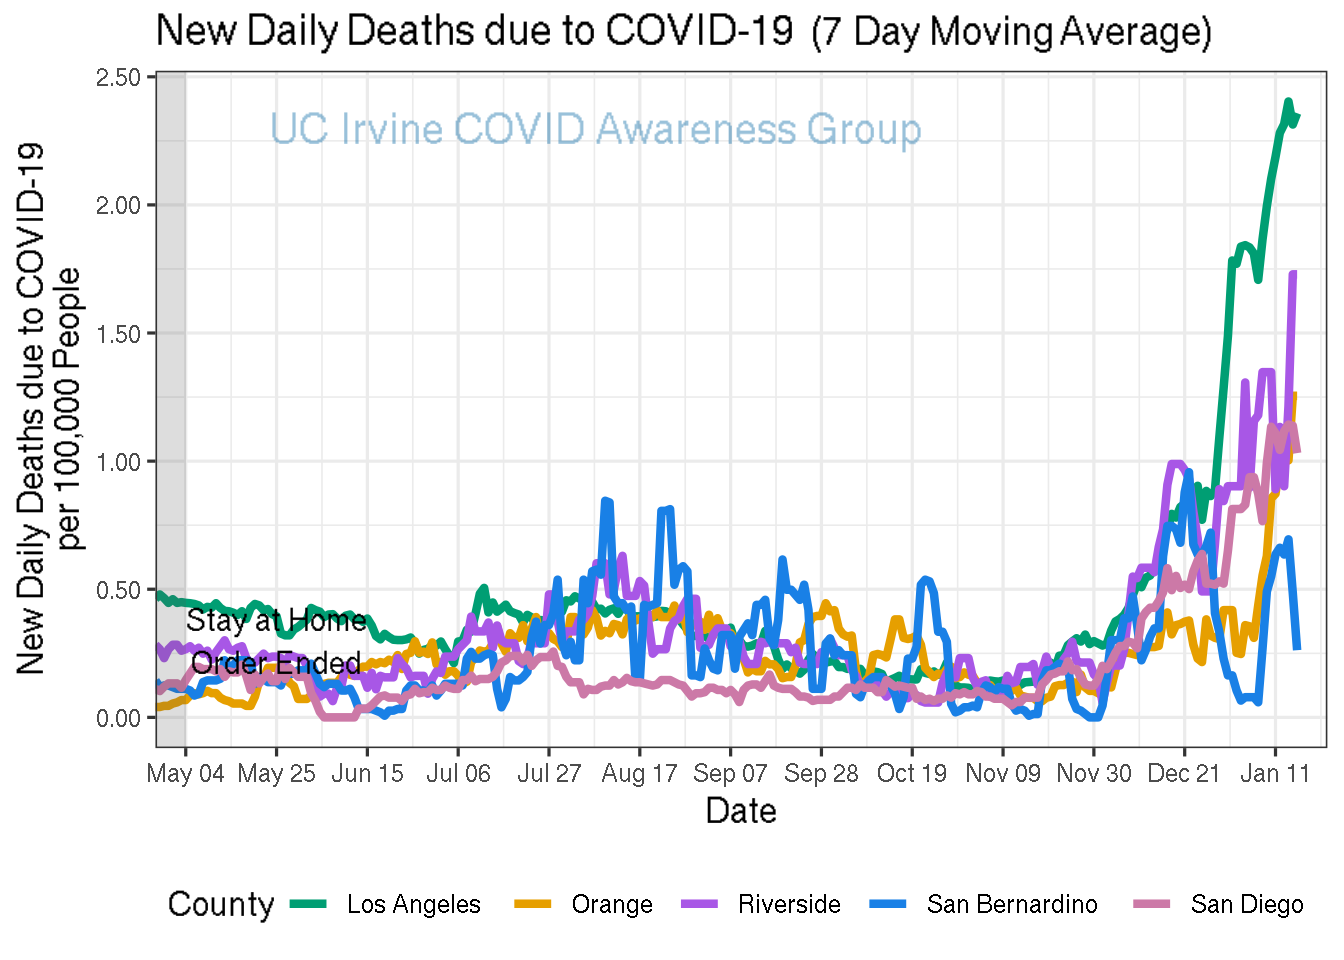 New Daily Deaths due to COVID-19 (7 Day Moving Average)
New Daily Deaths due to COVID-19
per 100,000 People
2.50
2.00
1.50
1.00
0.50
0.00
UC Irvine COVID Awareness Group
Stay at Home
Order Ended
May 04 May 25 Jun 15 Jul 06 Jul 27 Aug 17 Sep 07 Sep 28 Oct 19 Nov 09 Nov 30 Dec 21 Jan 11
Date
County Los Angeles Orange Riverside San Bernardino San Diego